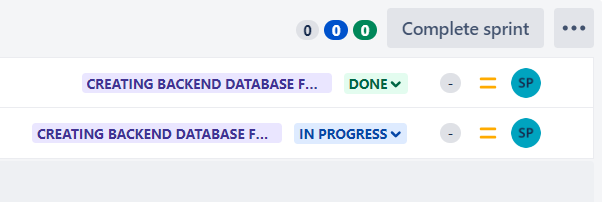 0 0 0 Complete sprint •••
CREATING BACKEND DATABASE F... DONE - SP
CREATING BACKEND DATABASE F... IN PROGRESS - SP